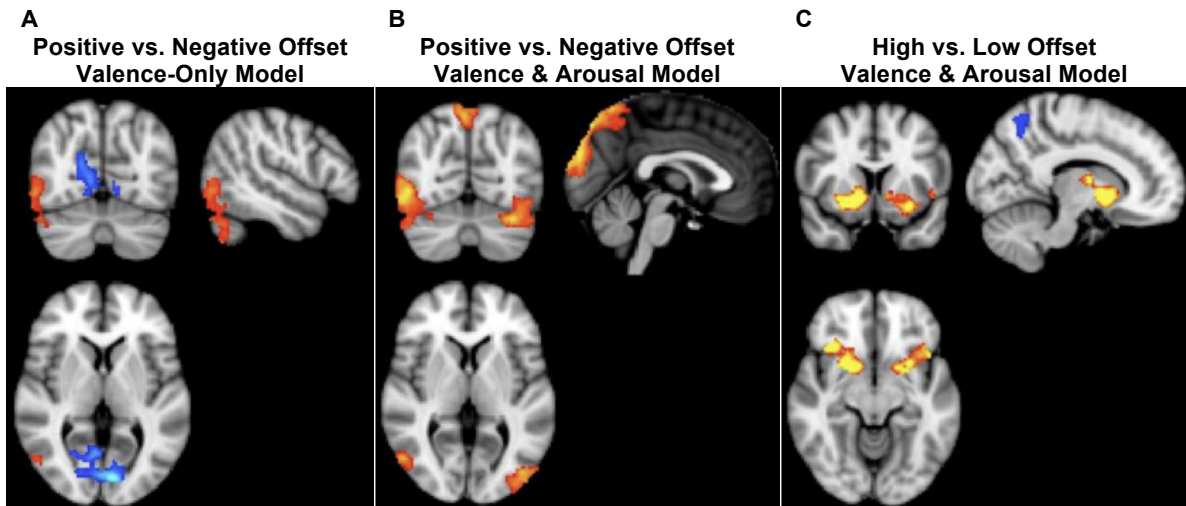 A
Positive vs. Negative Offset
Valence-Only Model
B
Positive vs. Negative Offset
Valence & Arousal Model
C
High vs. Low Offset
Valence & Arousal Model